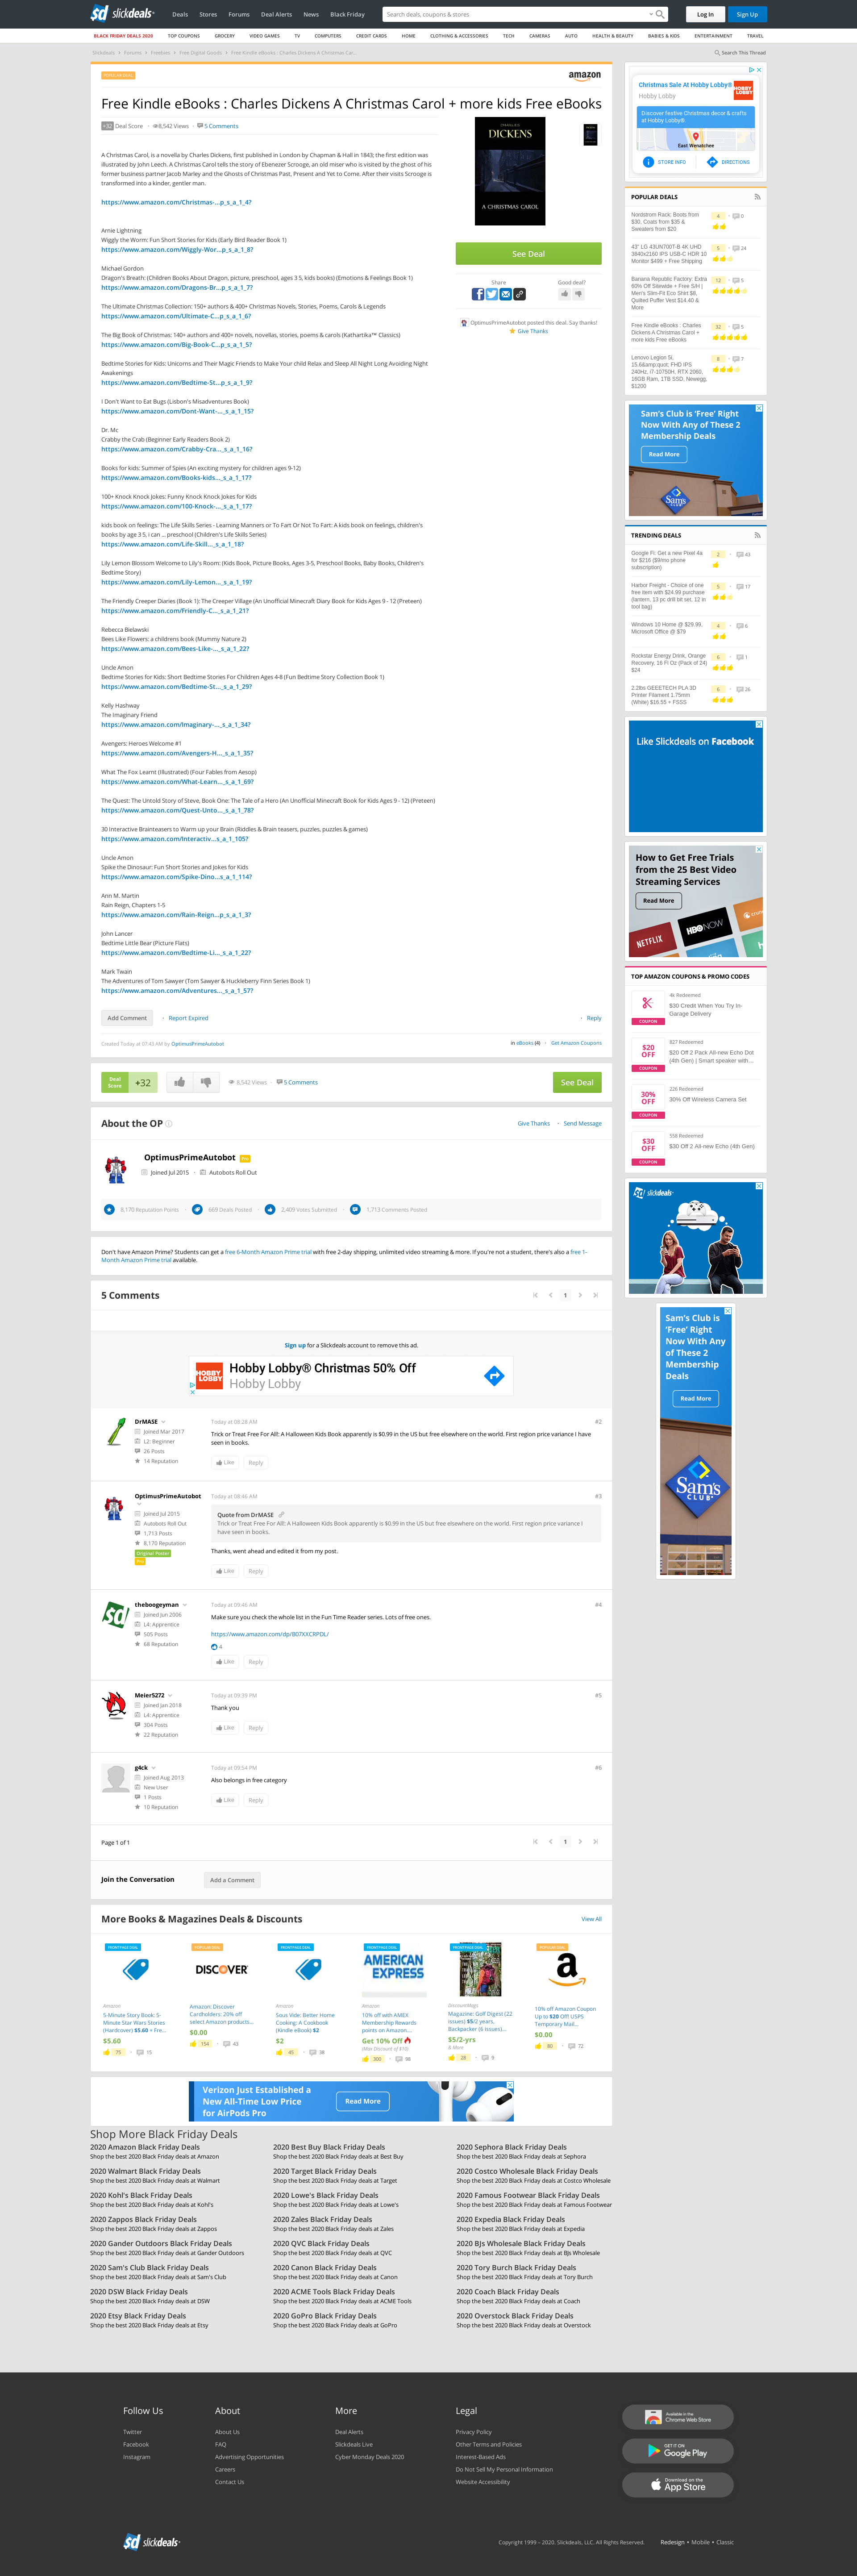 slickdeals
Deals Stores Forums Deal Alerts News Black Friday
Search deals, coupons & stores
Log In Sign Up
BLACK FRIDAY DEALS 2020 TOP COUPONS GROCERY VIDEO GAMES TV COMPUTERS CREDIT CARDS HOME CLOTHING & ACCESSORIES TECH CAMERAS AUTO HEALTH & BEAUTY BABIES & KIDS ENTERTAINMENT TRAVEL
Slickdeals Forums Freebies Free Digital Goods Free Kindle eBooks : Charles Dickens A Christmas Car...
Search This Thread
POPULAR DEAL
amazon
Free Kindle eBooks : Charles Dickens A Christmas Carol + more kids Free eBooks
+32 Deal Score 8,542 Views 5 Comments
A Christmas Carol, is a novella by Charles Dickens, first published in London by Chapman & Hall in 1843; the first edition was
illustrated by John Leech. A Christmas Carol tells the story of Ebenezer Scrooge, an old miser who is visited by the ghost of his
former business partner Jacob Marley and the Ghosts of Christmas Past, Present and Yet to Come. After their visits Scrooge is
transformed into a kinder, gentler man.
https://www.amazon.com/Christmas-...p_s_a_1_4?
Arnie Lightning
Wiggly the Worm: Fun Short Stories for Kids (Early Bird Reader Book 1)
https://www.amazon.com/Wiggly-Wor...p_s_a_1_8?
Michael Gordon
Dragon's Breath: (Children Books About Dragon, picture, preschool, ages 3 5, kids books) (Emotions & Feelings Book 1)
https://www.amazon.com/Dragons-Br...p_s_a_1_7?
The Ultimate Christmas Collection: 150+ authors & 400+ Christmas Novels, Stories, Poems, Carols & Legends
https://www.amazon.com/Ultimate-C...p_s_a_1_6?
The Big Book of Christmas: 140+ authors and 400+ novels, novellas, stories, poems & carols (Kathartika™ Classics)
https://www.amazon.com/Big-Book-C...p_s_a_1_5?
Bedtime Stories for Kids: Unicorns and Their Magic Friends to Make Your child Relax and Sleep All Night Long Avoiding Night
Awakenings
https://www.amazon.com/Bedtime-St...p_s_a_1_9?
I Don't Want to Eat Bugs (Lisbon's Misadventures Book)
https://www.amazon.com/Dont-Want-..._s_a_1_15?
Dr. Mc
Crabby the Crab (Beginner Early Readers Book 2)
https://www.amazon.com/Crabby-Cra..._s_a_1_16?
Books for kids: Summer of Spies (An exciting mystery for children ages 9-12)
https://www.amazon.com/Books-kids..._s_a_1_17?
100+ Knock Knock Jokes: Funny Knock Knock Jokes for Kids
https://www.amazon.com/100-Knock-..._s_a_1_17?
kids book on feelings: The Life Skills Series - Learning Manners or To Fart Or Not To Fart: A kids book on feelings, children's
books by age 3 5, i can ... preschool (Children's Life Skills Series)
https://www.amazon.com/Life-Skill..._s_a_1_18?
Lily Lemon Blossom Welcome to Lily's Room: (Kids Book, Picture Books, Ages 3-5, Preschool Books, Baby Books, Children's
Bedtime Story)
https://www.amazon.com/Lily-Lemon..._s_a_1_19?
The Friendly Creeper Diaries (Book 1): The Creeper Village (An Unofficial Minecraft Diary Book for Kids Ages 9 - 12 (Preteen)
https://www.amazon.com/Friendly-C..._s_a_1_21?
Rebecca Bielawski
Bees Like Flowers: a childrens book (Mummy Nature 2)
https://www.amazon.com/Bees-Like-..._s_a_1_22?
Uncle Amon
Bedtime Stories for Kids: Short Bedtime Stories For Children Ages 4-8 (Fun Bedtime Story Collection Book 1)
https://www.amazon.com/Bedtime-St..._s_a_1_29?
Kelly Hashway
The Imaginary Friend
https://www.amazon.com/Imaginary-..._s_a_1_34?
Avengers: Heroes Welcome #1
https://www.amazon.com/Avengers-H..._s_a_1_35?
What The Fox Learnt (Illustrated) (Four Fables from Aesop)
https://www.amazon.com/What-Learn..._s_a_1_69?
The Quest: The Untold Story of Steve, Book One: The Tale of a Hero (An Unofficial Minecraft Book for Kids Ages 9 - 12) (Preteen)
https://www.amazon.com/Quest-Unto..._s_a_1_78?
30 Interactive Brainteasers to Warm up your Brain (Riddles & Brain teasers, puzzles, puzzles & games)
https://www.amazon.com/Interactiv...s_a_1_105?
Uncle Amon
Spike the Dinosaur: Fun Short Stories and Jokes for Kids
https://www.amazon.com/Spike-Dino...s_a_1_114?
Ann M. Martin
Rain Reign, Chapters 1-5
https://www.amazon.com/Rain-Reign...p_s_a_1_3?
John Lancer
Bedtime Little Bear (Picture Flats)
https://www.amazon.com/Bedtime-Li..._s_a_1_22?
Mark Twain
The Adventures of Tom Sawyer (Tom Sawyer & Huckleberry Finn Series Book 1)
https://www.amazon.com/Adventures..._s_a_1_57?
Add Comment Report Expired Reply
Created Today at 07:43 AM by OptimusPrimeAutobot in eBooks (4) Get Amazon Coupons
DICKENS
A CHRISTMAS CAROL
See Deal
Share Good deal?
OptimusPrimeAutobot posted this deal. Say thanks!
Give Thanks
Deal
Score
+32
8,542 Views 5 Comments
See Deal
About the OP
Give Thanks Send Message
OptimusPrimeAutobot Pro
Joined Jul 2015 Autobots Roll Out
8,170 Reputation Points 669 Deals Posted 2,409 Votes Submitted 1,713 Comments Posted
Don't have Amazon Prime? Students can get a free 6-Month Amazon Prime trial with free 2-day shipping, unlimited video streaming & more. If you're not a student, there's also a free 1-
Month Amazon Prime trial available.
5 Comments 1
Sign up for a Slickdeals account to remove this ad.
HOBBY
LOBBY
Hobby Lobby® Christmas 50% Off
Hobby Lobby
DrMASE
Joined Mar 2017
L2: Beginner
26 Posts
14 Reputation
Today at 08:28 AM #2
Trick or Treat Free For All!: A Halloween Kids Book apparently is $0.99 in the US but free elsewhere on the world. First region price variance I have
seen in books.
Like Reply
OptimusPrimeAutobot
Joined Jul 2015
Autobots Roll Out
1,713 Posts
8,170 Reputation
Original Poster
Pro
Today at 08:46 AM #3
Quote from DrMASE
Trick or Treat Free For All!: A Halloween Kids Book apparently is $0.99 in the US but free elsewhere on the world. First region price variance I
have seen in books.
Thanks, went ahead and edited it from my post.
Like Reply
theboogeyman
Joined Jun 2006
L4: Apprentice
505 Posts
68 Reputation
Today at 09:46 AM #4
Make sure you check the whole list in the Fun Time Reader series. Lots of free ones.
https://www.amazon.com/dp/B07XXCRPDL/
4
Like Reply
Meier5272
Joined Jan 2018
L4: Apprentice
304 Posts
22 Reputation
Today at 09:39 PM #5
Thank you
Like Reply
g4ck
Joined Aug 2013
New User
1 Posts
10 Reputation
Today at 09:54 PM #6
Also belongs in free category
Like Reply
Page 1 of 1 1
Join the Conversation Add a Comment
More Books & Magazines Deals & Discounts View All
FRONTPAGE DEAL
Amazon
5-Minute Story Book: 5-
Minute Star Wars Stories
(Hardcover) $5.60 + Fre...
$5.60
75 15
POPULAR DEAL
DISCOVER
Amazon: Discover
Cardholders: 20% off
select Amazon products...
$0.00
154 43
FRONTPAGE DEAL
Amazon
Sous Vide: Better Home
Cooking: A Cookbook
(Kindle eBook) $2
$2
45 38
FRONTPAGE DEAL
AMERICAN
EXPRESS
Amazon
10% off with AMEX
Membership Rewards
points on Amazon....
Get 10% Off
(Max Discount of $10)
300 98
FRONTPAGE DEAL
DiscountMags
Magazine: Golf Digest (22
issues) $5/2 years,
Backpacker (6 Issues)...
$5/2-yrs
& More
28 9
POPULAR DEAL
10% off Amazon Coupon
Up to $20 Off! USPS
Temporary Mail...
$0.00
80 72
Verizon Just Established a
New All-Time Low Price
for AirPods Pro
Read More
Shop More Black Friday Deals
2020 Amazon Black Friday Deals
Shop the best 2020 Black Friday deals at Amazon
2020 Best Buy Black Friday Deals
Shop the best 2020 Black Friday deals at Best Buy
2020 Sephora Black Friday Deals
Shop the best 2020 Black Friday deals at Sephora
2020 Walmart Black Friday Deals
Shop the best 2020 Black Friday deals at Walmart
2020 Target Black Friday Deals
Shop the best 2020 Black Friday deals at Target
2020 Costco Wholesale Black Friday Deals
Shop the best 2020 Black Friday deals at Costco Wholesale
2020 Kohl's Black Friday Deals
Shop the best 2020 Black Friday deals at Kohl's
2020 Lowe's Black Friday Deals
Shop the best 2020 Black Friday deals at Lowe's
2020 Famous Footwear Black Friday Deals
Shop the best 2020 Black Friday deals at Famous Footwear
2020 Zappos Black Friday Deals
Shop the best 2020 Black Friday deals at Zappos
2020 Zales Black Friday Deals
Shop the best 2020 Black Friday deals at Zales
2020 Expedia Black Friday Deals
Shop the best 2020 Black Friday deals at Expedia
2020 Gander Outdoors Black Friday Deals
Shop the best 2020 Black Friday deals at Gander Outdoors
2020 QVC Black Friday Deals
Shop the best 2020 Black Friday deals at QVC
2020 BJs Wholesale Black Friday Deals
Shop the best 2020 Black Friday deals at BJs Wholesale
2020 Sam's Club Black Friday Deals
Shop the best 2020 Black Friday deals at Sam's Club
2020 Canon Black Friday Deals
Shop the best 2020 Black Friday deals at Canon
2020 Tory Burch Black Friday Deals
Shop the best 2020 Black Friday deals at Tory Burch
2020 DSW Black Friday Deals
Shop the best 2020 Black Friday deals at DSW
2020 ACME Tools Black Friday Deals
Shop the best 2020 Black Friday deals at ACME Tools
2020 Coach Black Friday Deals
Shop the best 2020 Black Friday deals at Coach
2020 Etsy Black Friday Deals
Shop the best 2020 Black Friday deals at Etsy
2020 GoPro Black Friday Deals
Shop the best 2020 Black Friday deals at GoPro
2020 Overstock Black Friday Deals
Shop the best 2020 Black Friday deals at Overstock
Christmas Sale At Hobby Lobby®
Hobby Lobby
HOBBY
LOBBY
Discover festive Christmas decor & crafts
at Hobby Lobby®.
East Wenatchee
STORE INFO DIRECTIONS
POPULAR DEALS
Nordstrom Rack: Boots from
$30, Coats from $35 &
Sweaters from $20
4 0
43" LG 43UN700T-B 4K UHD
3840x2160 IPS USB-C HDR 10
Monitor $499 + Free Shipping
5 24
Banana Republic Factory: Extra
60% Off Sitewide + Free S/H |
Men's Slim-Fit Eco Shirt $8,
Quilted Puffer Vest $14.40 &
More
12 5
Free Kindle eBooks : Charles
Dickens A Christmas Carol +
more kids Free eBooks
32 5
Lenovo Legion 5i,
15.6&amp;quot; FHD IPS
240Hz, i7-10750H, RTX 2060,
16GB Ram, 1TB SSD, Newegg,
$1200
8 7
Sam's Club is 'Free' Right
Now With Any of These 2
Membership Deals
Read More
Sam's
CLUB
TRENDING DEALS
Google Fi: Get a new Pixel 4a
for $216 ($9/mo phone
subscription)
2 43
Harbor Freight - Choice of one
free item with $24.99 purchase
(lantern, 13 pc drill bit set, 12 in
tool bag)
5 17
Windows 10 Home @ $29.99,
Microsoft Office @ $79
4 6
Rockstar Energy Drink, Orange
Recovery, 16 Fl Oz (Pack of 24)
$24
6 1
2.2lbs GEEETECH PLA 3D
Printer Filament 1.75mm
(White) $16.55 + FSSS
6 26
Like Slickdeals on Facebook
How to Get Free Trials
from the 25 Best Video
Streaming Services
Read More
NETFLIX
HBO NOW
TOP AMAZON COUPONS & PROMO CODES
COUPON
4k Redeemed
$30 Credit When You Try In-
Garage Delivery
$20
OFF
COUPON
827 Redeemed
$20 Off 2 Pack All-new Echo Dot
(4th Gen) | Smart speaker with...
30%
OFF
COUPON
226 Redeemed
30% Off Wireless Camera Set
$30
OFF
COUPON
558 Redeemed
$30 Off 2 All-new Echo (4th Gen)
slickdeals
Sam's Club is
'Free' Right
Now With Any
of These 2
Membership
Deals
Read More
Sam's
CLUB
Follow Us
Twitter
Facebook
Instagram
About
About Us
FAQ
Advertising Opportunities
Careers
Contact Us
More
Deal Alerts
Slickdeals Live
Cyber Monday Deals 2020
Legal
Privacy Policy
Other Terms and Policies
Interest-Based Ads
Do Not Sell My Personal Information
Website Accessibility
Available in the
Chrome Web Store
GET IT ON
Google Play
Download on the
App Store
slickdeals
Copyright 1999 - 2020. Slickdeals, LLC. All Rights Reserved. Redesign • Mobile • Classic